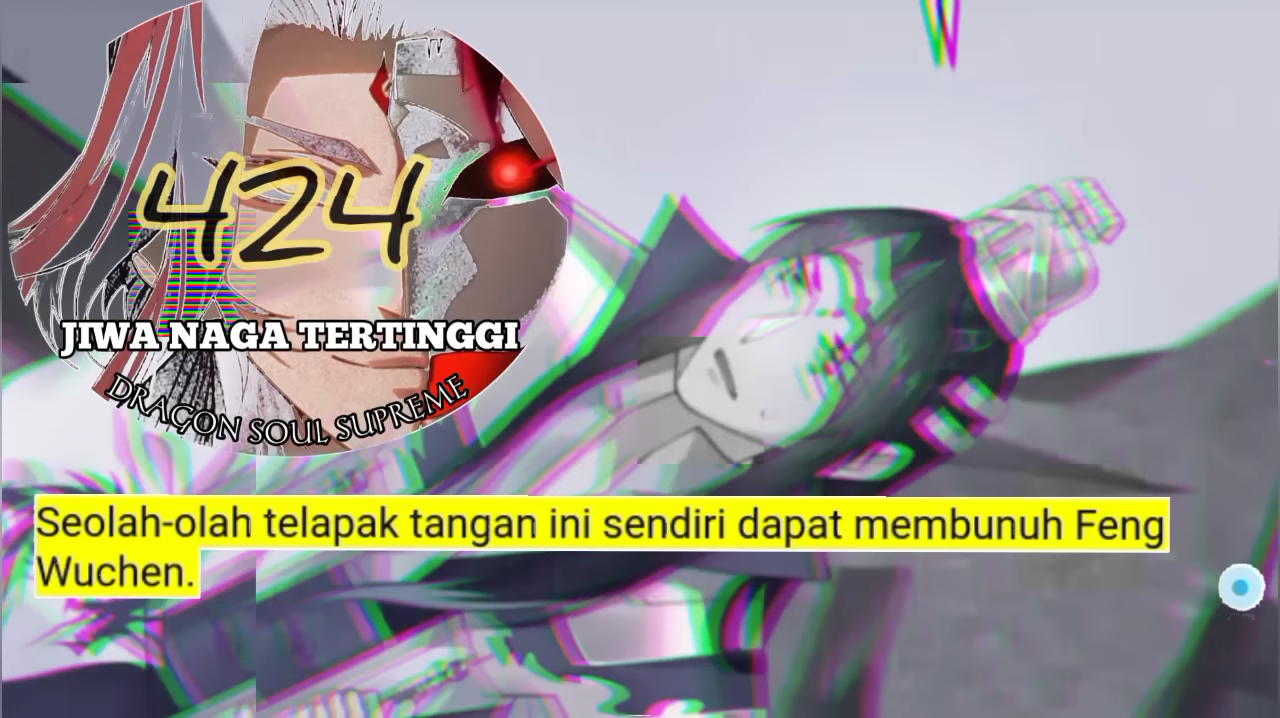 424
JIWA NAGA TERTINGGI
DRAGON SOUL SUPREME
Seolah-olah telapak tangan ini sendiri dapat membunuh Feng
Wuchen.